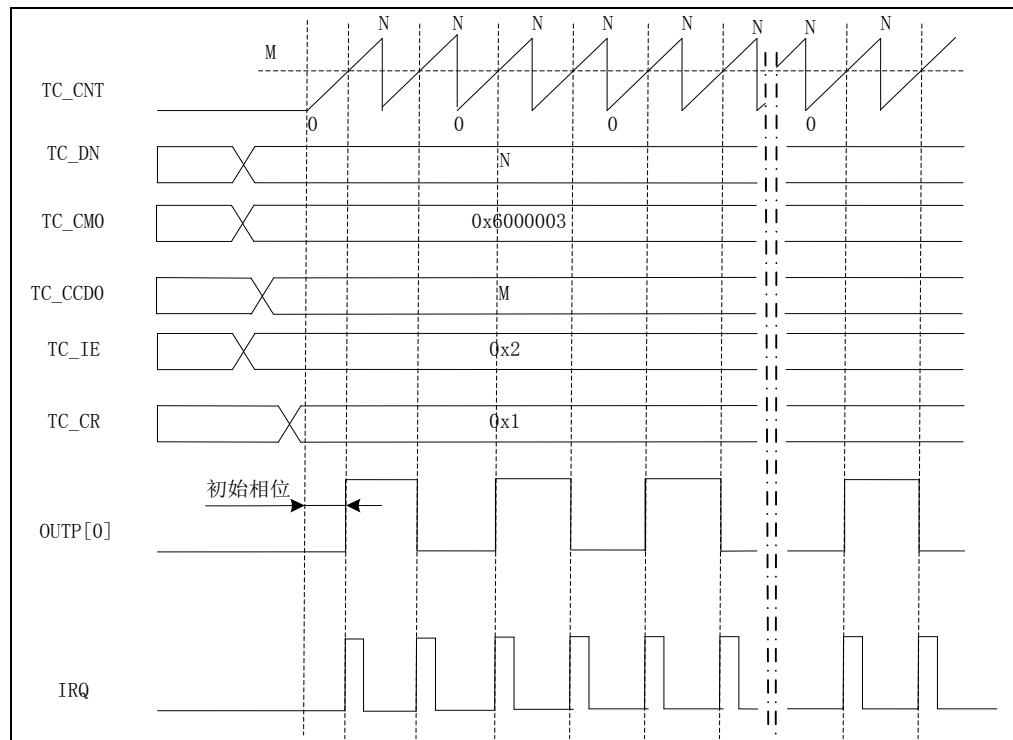 N N N N N N N
M
TC_CNT
0 0 0 0
TC_DN
N
TC_CM0
0x6000003
TC_CCD0
M
TC_IE
0x2
TC_CR
0x1
初始相位
OUTP[0]
IRQ